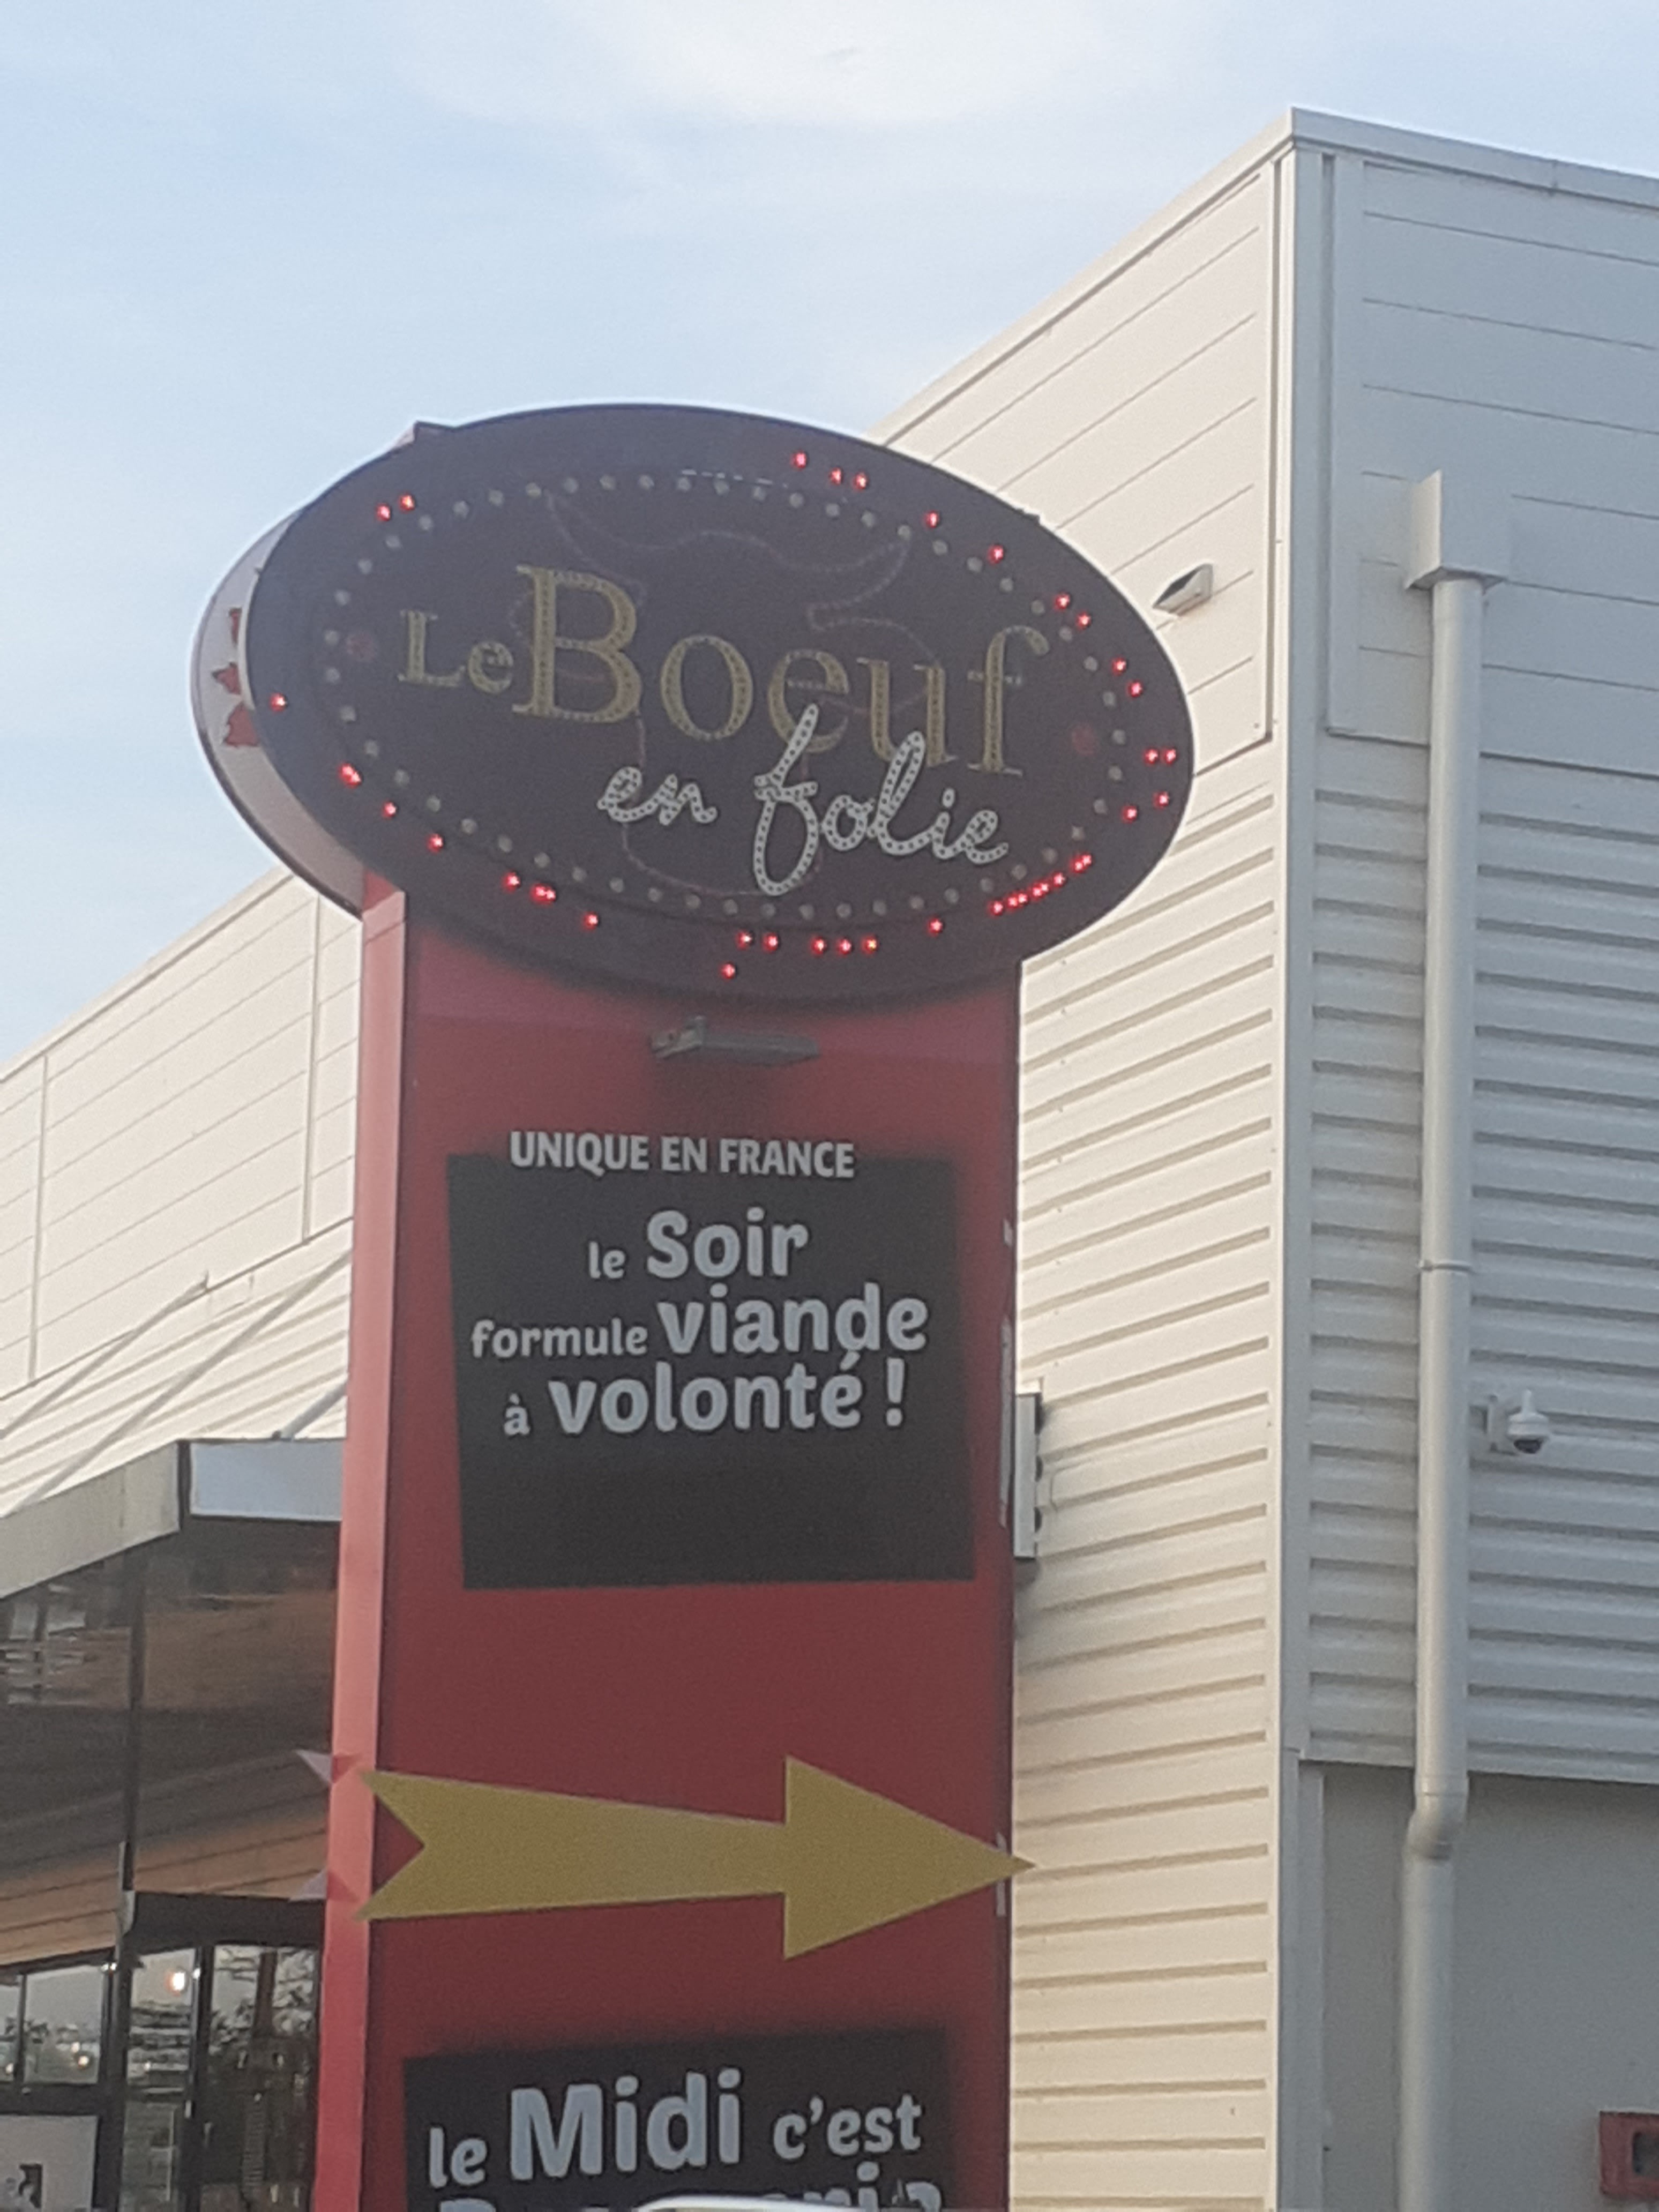 Le Boeuf
en folie
UNIQUE EN FRANCE
le Soir
formule viande
à volonté !
le Midi c'est